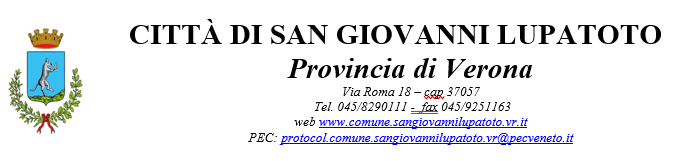 CITTÀ DI SAN GIOVANNI LUPATOTO
Provincia di Verona
Via Roma 18 – cap 37057
Tel. 045/8290111 - fax 045/9251163
web www.comune.sangiovannilupatoto.vr.it
PEC: protocol.comune.sangiovannilupatoto.vr@pecveneto.it